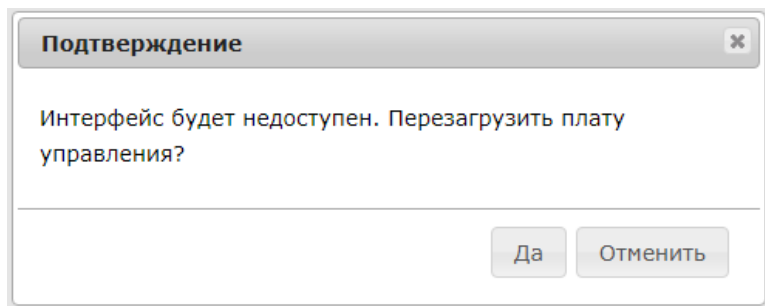 Подтверждение
Интерфейс будет недоступен. Перезагрузить плату
управления?
Да
Отменить